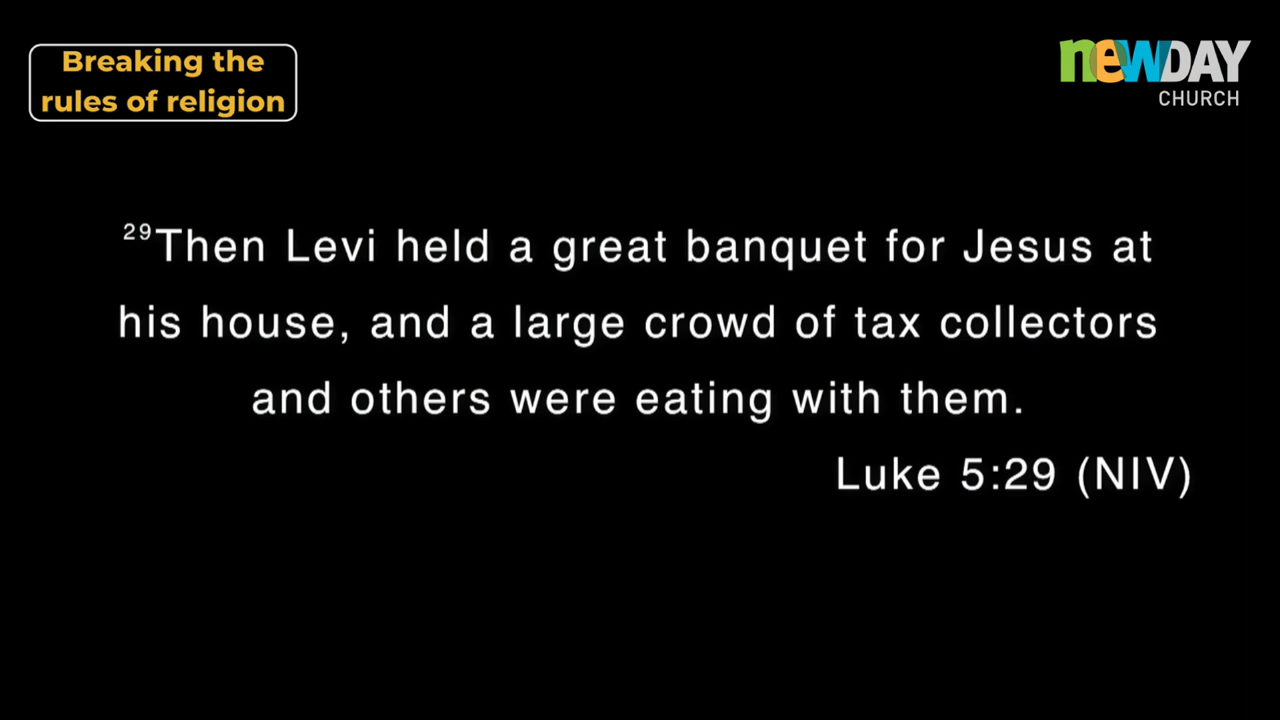 Breaking the
rules of religion
newDAY
CHURCH
29Then Levi held a great banquet for Jesus at
his house, and a large crowd of tax collectors
and others were eating with them.
Luke 5:29 (NIV)